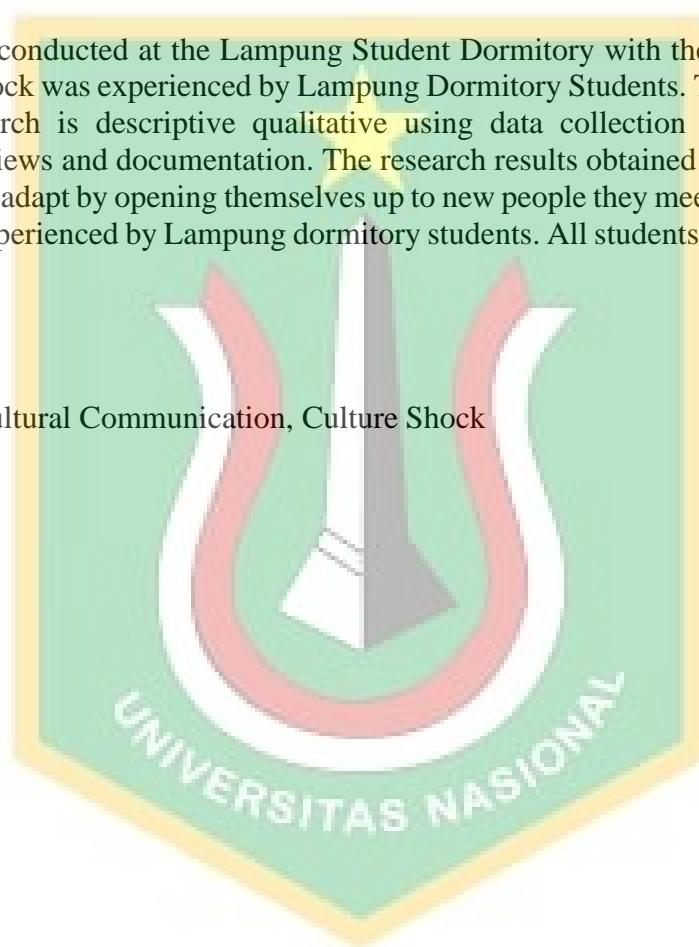 conducted at the Lampung Student Dormitory with the
ock was experienced by Lampung Dormitory Students.
rch is descriptive qualitative using data collection
iews and documentation. The research results obtained
adapt by opening themselves up to new people they mee
perienced by Lampung dormitory students. All students
ultural Communication, Culture Shock
UNIVERSITAS NASIONAL